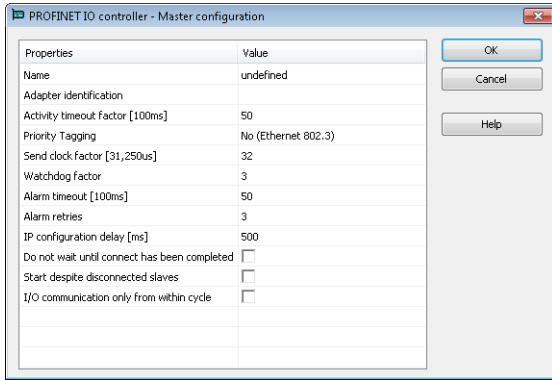 PROFINET IO controller - Master configuration
Properties Value
Name undefined
Adapter identification
Activity timeout factor [100ms] 50
Priority Tagging No (Ethernet 802.3)
Send clock factor [31,250us] 32
Watchdog factor 3
Alarm timeout [100ms] 50
Alarm retries 3
IP configuration delay [ms] 500
Do not wait until connect has been completed
Start despite disconnected slaves
I/O communication only from within cycle
OK
Cancel
Help